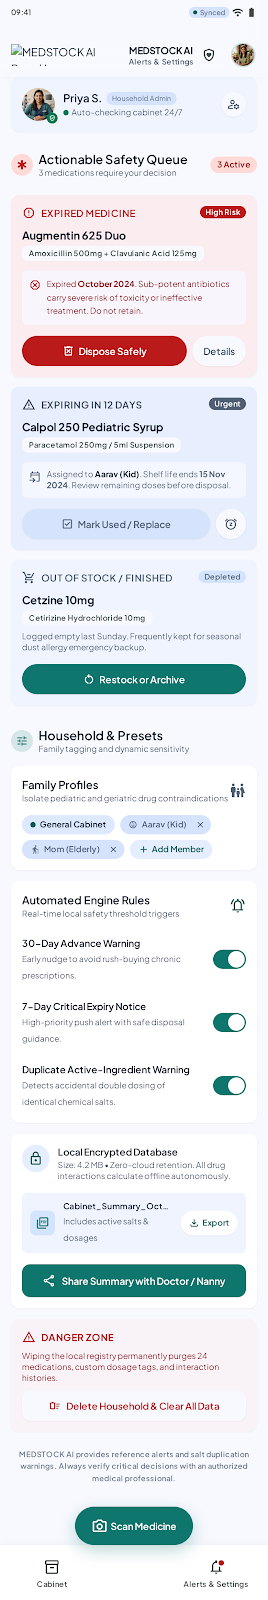 09:41
Synced
MEDSTOCK AI
MEDSTOCK AI
Alerts & Settings
Priya S.
Household Admin
Auto-checking cabinet 24/7
Actionable Safety Queue
3 medications require your decision
3 Active
EXPIRED MEDICINE
High Risk
Augmentin 625 Duo
Amoxicillin 500mg + Clavulanic Acid 125mg
Expired October 2024. Sub-potent antibiotics
carry severe risk of toxicity or ineffective
treatment. Do not retain.
Dispose Safely
Details
EXPIRING IN 12 DAYS
Urgent
Calpol 250 Pediatric Syrup
Paracetamol 250mg / 5ml Suspension
Assigned to Aarav (Kid). Shelf life ends 15 Nov
2024. Review remaining doses before disposal.
Mark Used / Replace
OUT OF STOCK / FINISHED
Depleted
Cetzine 10mg
Cetirizine Hydrochloride 10mg
Logged empty last Sunday. Frequently kept for seasonal
dust allergy emergency backup.
Restock or Archive
Household & Presets
Family tagging and dynamic sensitivity
Family Profiles
Isolate pediatric and geriatric drug contraindications
General Cabinet
Aarav (Kid)
Mom (Elderly)
Add Member
Automated Engine Rules
Real-time local safety threshold triggers
30-Day Advance Warning
Early nudge to avoid rush-buying chronic
prescriptions.
7-Day Critical Expiry Notice
High-priority push alert with safe disposal
guidance.
Duplicate Active-Ingredient Warning
Detects accidental double dosing of
identical chemical salts.
Local Encrypted Database
Size: 4.2 MB • Zero-cloud retention. All drug
interactions calculate offline autonomously.
Cabinet_Summary_Oct...
Includes active salts &
dosages
Export
Share Summary with Doctor / Nanny
DANGER ZONE
Wiping the local registry permanently purges 24
medications, custom dosage tags, and interaction
histories.
Delete Household & Clear All Data
MEDSTOCK AI provides reference alerts and salt duplication
warnings. Always verify critical decisions with an authorized
medical professional.
Scan Medicine
Cabinet
Alerts & Settings